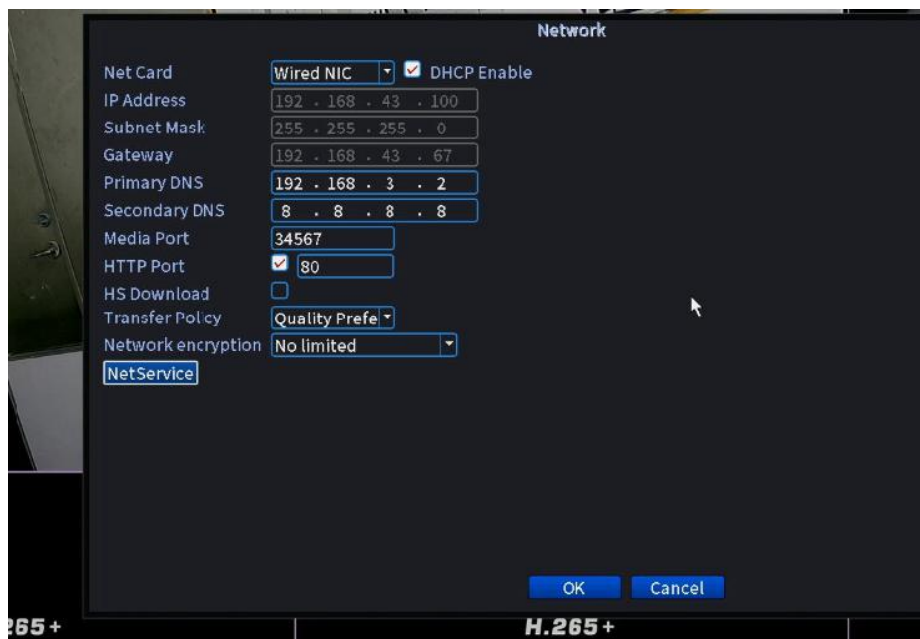 Network
Net Card Wired NIC DHCP Enable
IP Address 192 . 168 . 43 . 100
Subnet Mask 255 . 255 . 255 . 0
Gateway 192 . 168 . 43 . 67
Primary DNS 192 . 168 . 3 . 2
Secondary DNS 8 . 8 . 8 . 8
Media Port 34567
HTTP Port 80
HS Download
Transfer Policy Quality Prefe
Network encryption No limited
NetService
OK Cancel
265+ H.265+